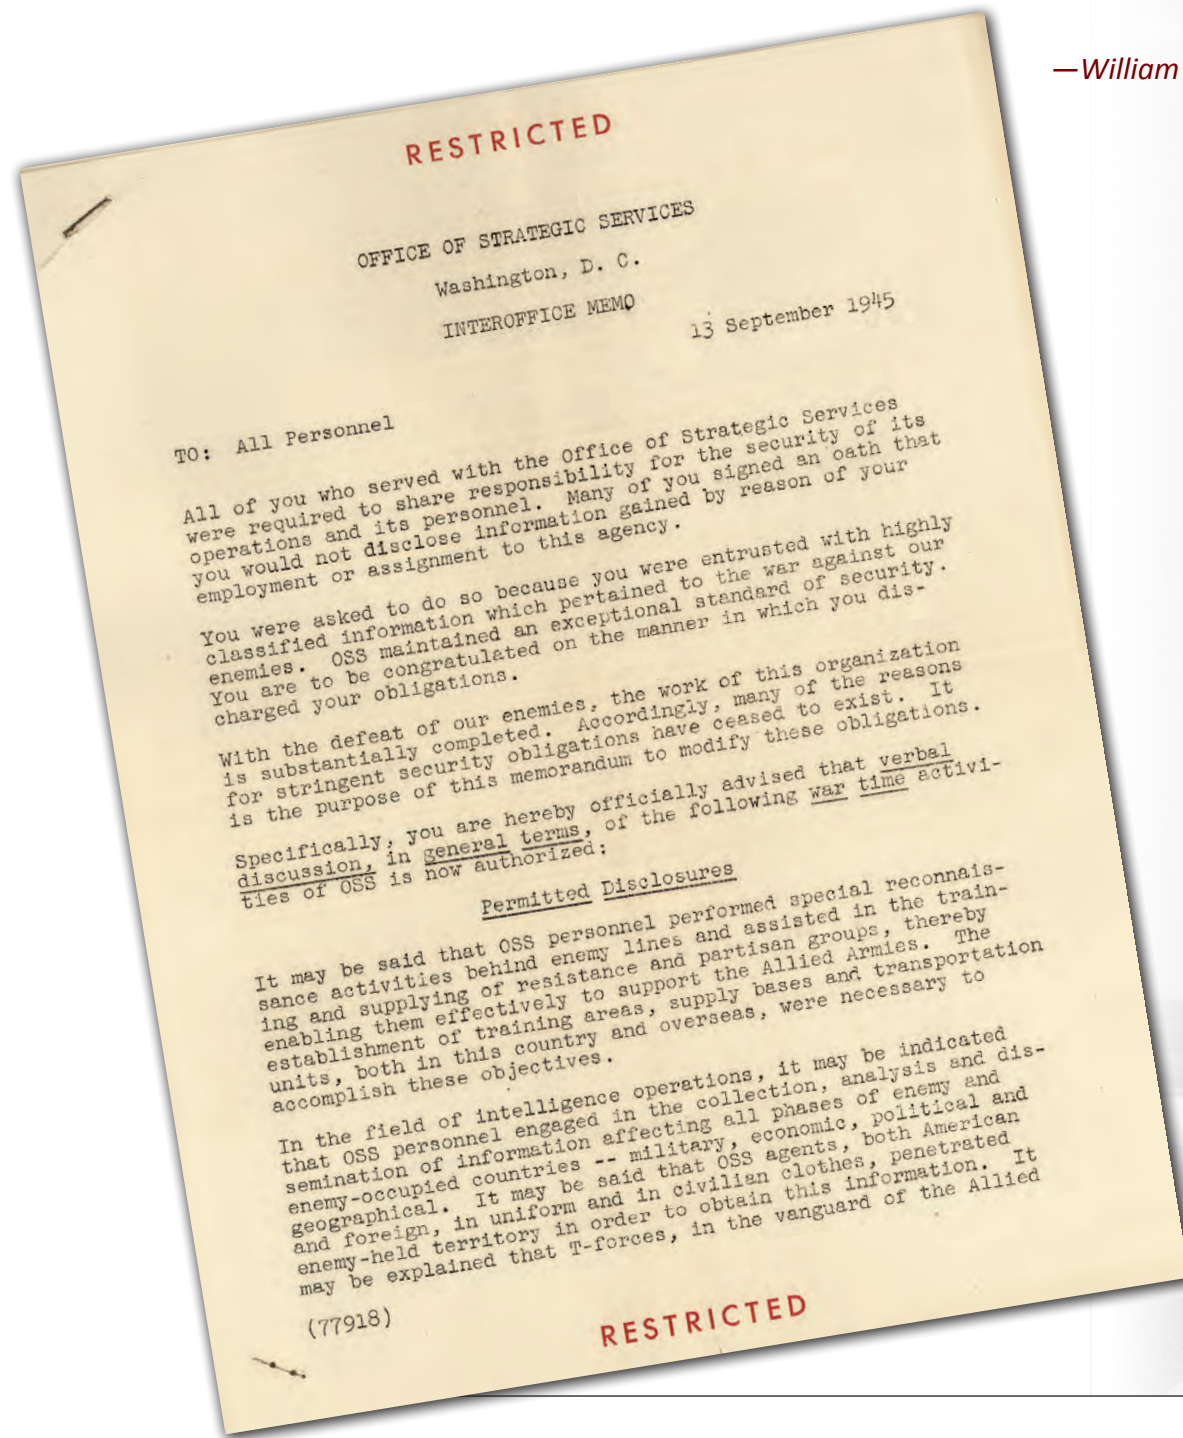 —William
RESTRICTED
OFFICE OF STRATEGIC SERVICES
Washington, D. C.
INTEROFFICE MEMO
13 September 1945
TO: All Personnel
All of you who served with the Office of Strategic Services
were required to share responsibility for the security of its
operations and its personnel. Many of you signed an oath that
you would not disclose information gained by reason of your
employment or assignment to this agency.
You were asked to do so because you were entrusted with highly
classified information which pertained to the war against our
enemies. OSS maintained an exceptional standard of security.
You are to be congratulated on the manner in which you dis-
charged your obligations.
With the defeat of our enemies, the work of this organization
is substantially completed. Accordingly, many of the reasons
for stringent security obligations have ceased to exist. It
is the purpose of this memorandum to modify these obligations.
Specifically, you are hereby officially advised that verbal
discussion, in general terms, of the following war time activi-
ties of OSS is now authorized:
Permitted Disclosures
It may be said that OSS personnel performed special reconnais-
sance activities behind enemy lines and assisted in the train-
ing and supplying of resistance and partisan groups, thereby
enabling them effectively to support the Allied Armies. The
establishment of training areas, supply bases and transportation
units, both in this country and overseas, were necessary to
accomplish these objectives.
In the field of intelligence operations, it may be indicated
that OSS personnel engaged in the collection, analysis and dis-
semination of information affecting all phases of enemy and
enemy-occupied countries -- military, economic, political and
geographical. It may be said that OSS agents, both American
and foreign, in uniform and in civilian clothes, penetrated
enemy-held territory in order to obtain this information. It
may be explained that T-forces, in the vanguard of the Allied
(77918)
RESTRICTED